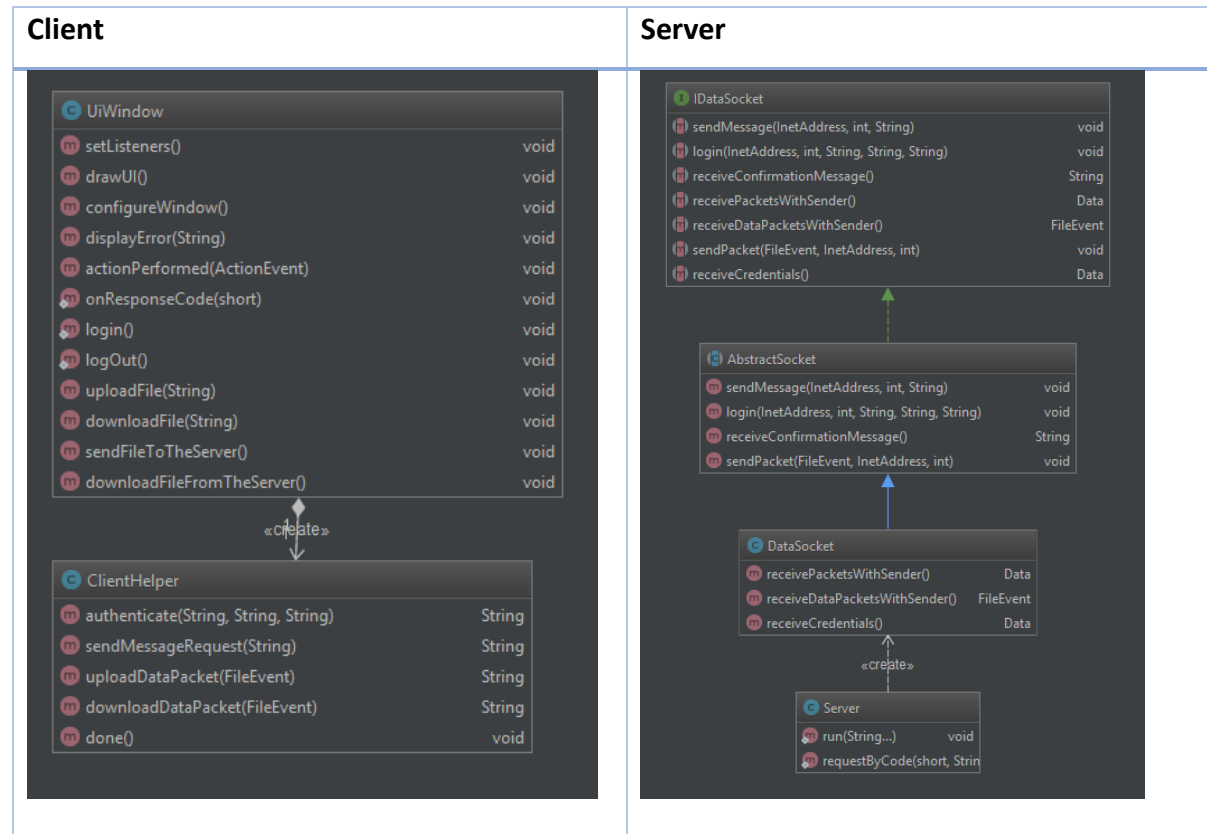 Client
UiWindow
setListeners() void
drawUI() void
configureWindow() void
displayError(String) void
actionPerformed(ActionEvent) void
onResponseCode(short) void
login() void
logOut() void
uploadFile(String) void
downloadFile(String) void
sendFileToTheServer() void
downloadFileFromTheServer() void
«create»
1
ClientHelper
authenticate(String, String, String) String
sendMessageRequest(String) String
uploadDataPacket(FileEvent) String
downloadDataPacket(FileEvent) String
done() void
Server
IDataSocket
sendMessage(InetAddress, int, String) void
login(InetAddress, int, String, String, String) void
receiveConfirmationMessage() String
receivePacketsWithSender() Data
receiveDataPacketsWithSender() FileEvent
sendPacket(FileEvent, InetAddress, int) void
receiveCredentials() Data
AbstractSocket
sendMessage(InetAddress, int, String) void
login(InetAddress, int, String, String, String) void
receiveConfirmationMessage() String
sendPacket(FileEvent, InetAddress, int) void
DataSocket
receivePacketsWithSender() Data
receiveDataPacketsWithSender() FileEvent
receiveCredentials() Data
«create»
Server
run(String...) void
requestByCode(short, Strin